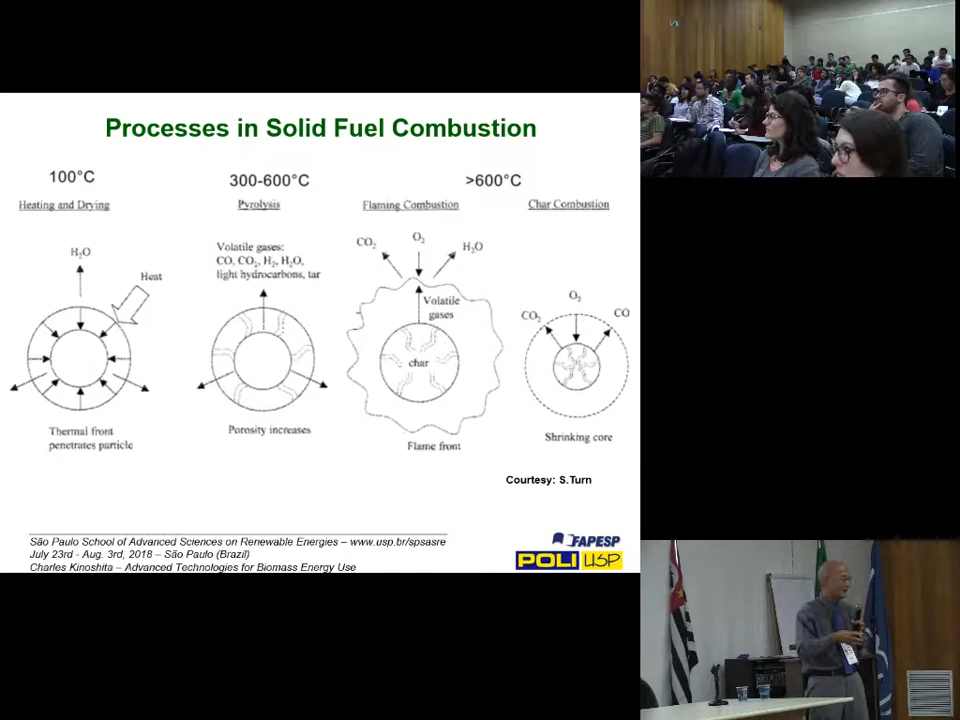 Processes in Solid Fuel Combustion
100°C
300-600°C
>600°C
Heating and Drying
Pyrolysis
Flaming Combustion
Char Combustion
H₂O
Heat
Thermal front
penetrates particle
Volatile gases:
CO, CO₂, H₂, H₂O,
light hydrocarbons, tar
Porosity increases
CO₂
O₂
H₂O
Volatile
gases
char
Flame front
O₂
CO₂
CO
Shrinking core
Courtesy: S.Turn
São Paulo School of Advanced Sciences on Renewable Energies – www.usp.br/spsasre
July 23rd - Aug. 3rd, 2018 – São Paulo (Brazil)
Charles Kinoshita – Advanced Technologies for Biomass Energy Use
FAPESP
POLI USP